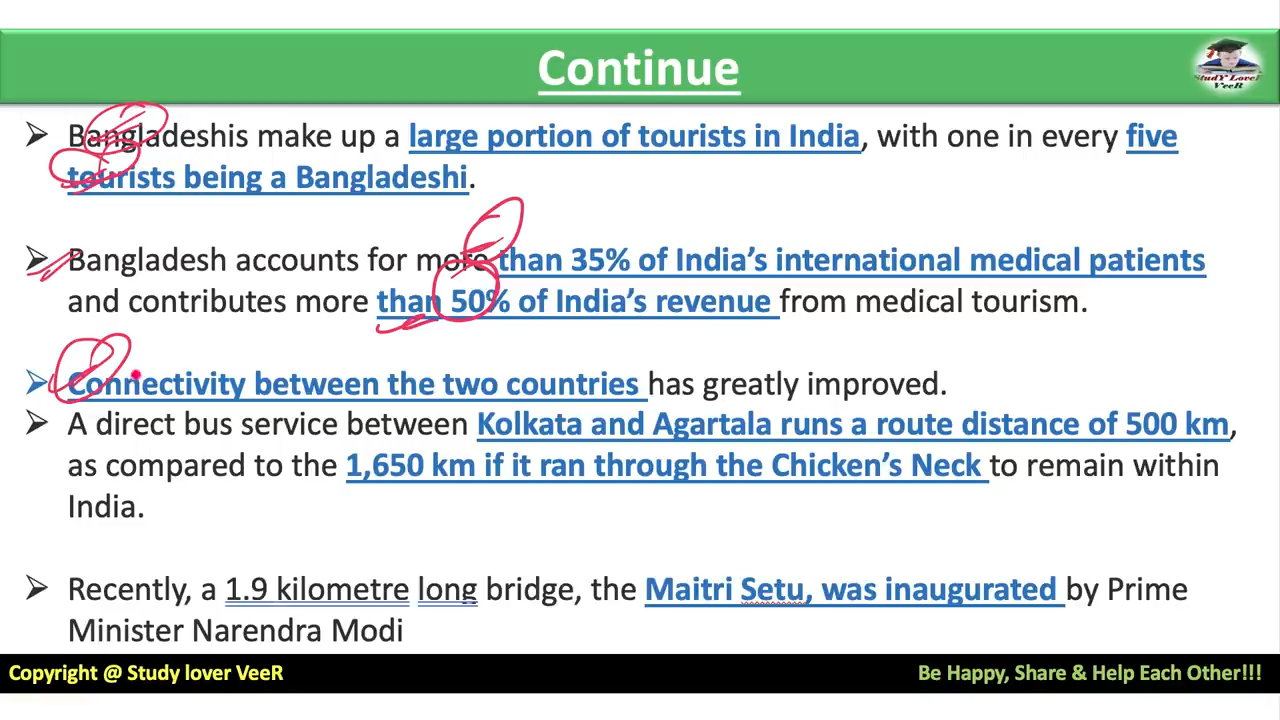 Continue
StudY LoveR
VeeR
➢ Bangladeshis make up a large portion of tourists in India, with one in every five
tourists being a Bangladeshi.
➢ Bangladesh accounts for more than 35% of India's international medical patients
and contributes more than 50% of India's revenue from medical tourism.
➢ Connectivity between the two countries has greatly improved.
➢ A direct bus service between Kolkata and Agartala runs a route distance of 500 km,
as compared to the 1,650 km if it ran through the Chicken's Neck to remain within
India.
➢ Recently, a 1.9 kilometre long bridge, the Maitri Setu, was inaugurated by Prime
Minister Narendra Modi
Copyright @ Study lover VeeR
Be Happy, Share & Help Each Other!!!